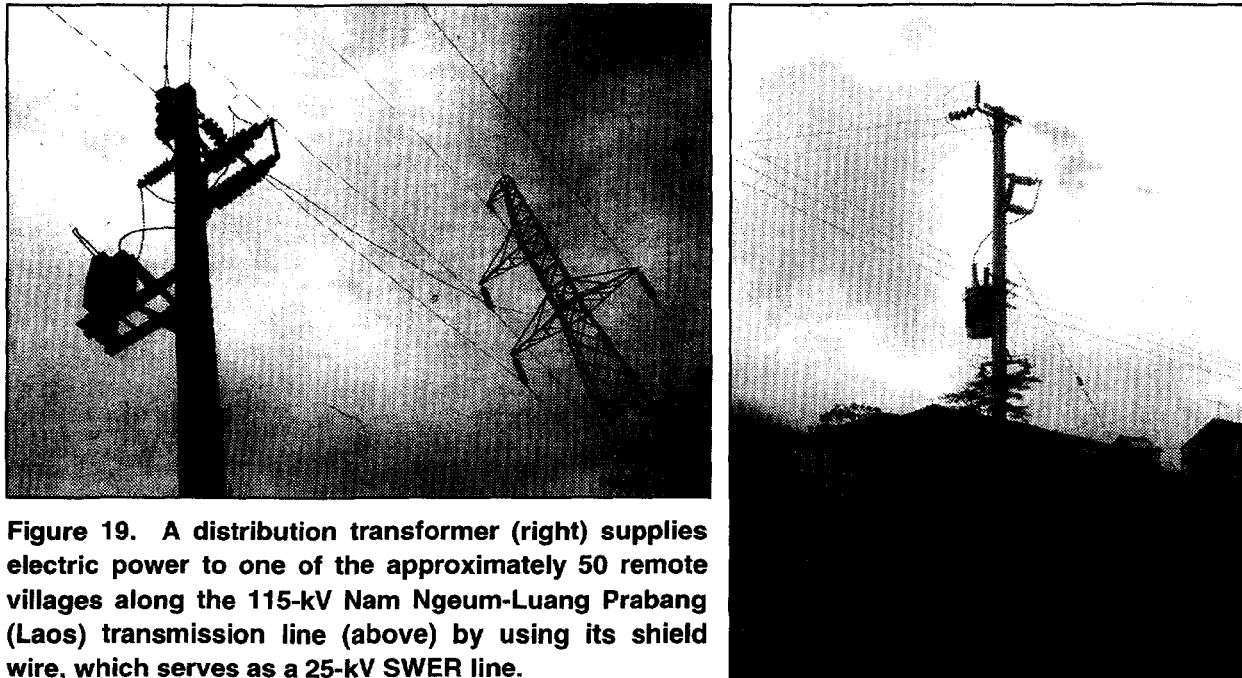 Figure 19. A distribution transformer (right) supplies
electric power to one of the approximately 50 remote
villages along the 115-kV Nam Ngeum-Luang Prabang
(Laos) transmission line (above) by using its shield
wire, which serves as a 25-kV SWER line.